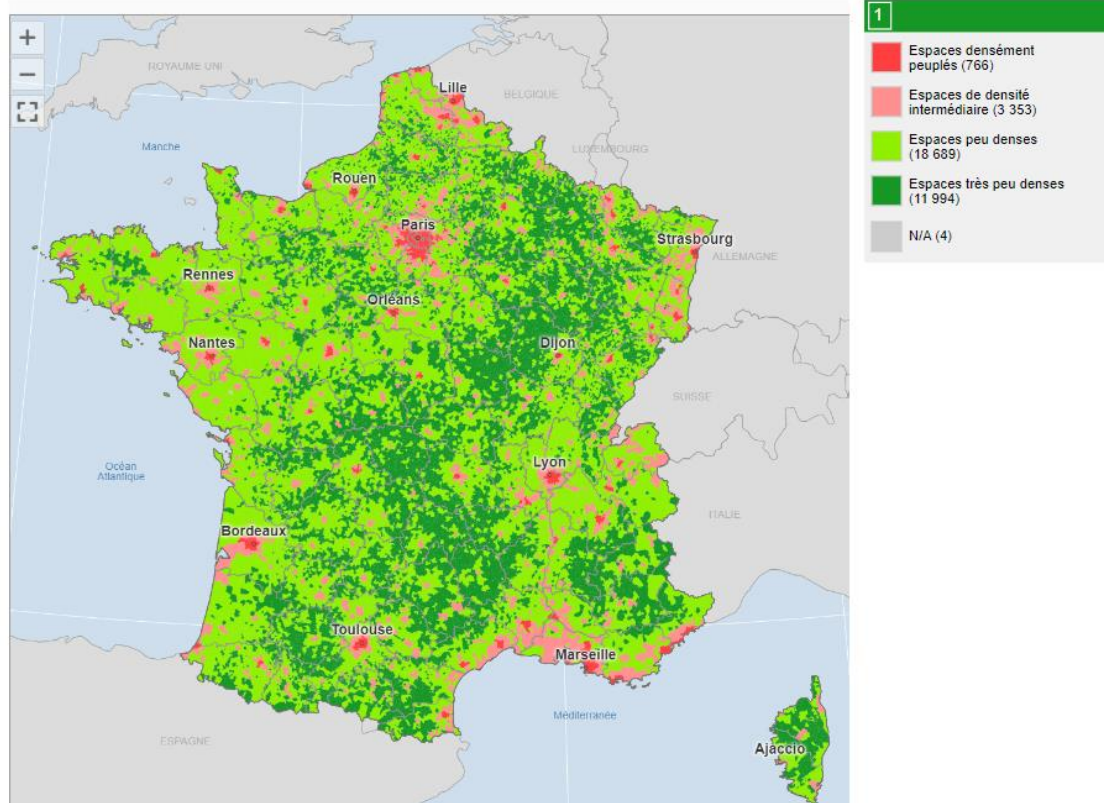 +
−
ROYAUME UNI
Lille
BELGIQUE
Manche
LUXEMBOURG
Rouen
Paris
Strasbourg
ALLEMAGNE
Rennes
Orléans
Nantes
Dijon
SUISSE
Océan
Atlantique
Lyon
ITALIE
Bordeaux
Toulouse
Marseille
Méditerranée
ESPAGNE
Ajaccio
1
Espaces densément
peuplés (766)
Espaces de densité
intermédiaire (3 353)
Espaces peu denses
(18 689)
Espaces très peu denses
(11 994)
N/A (4)